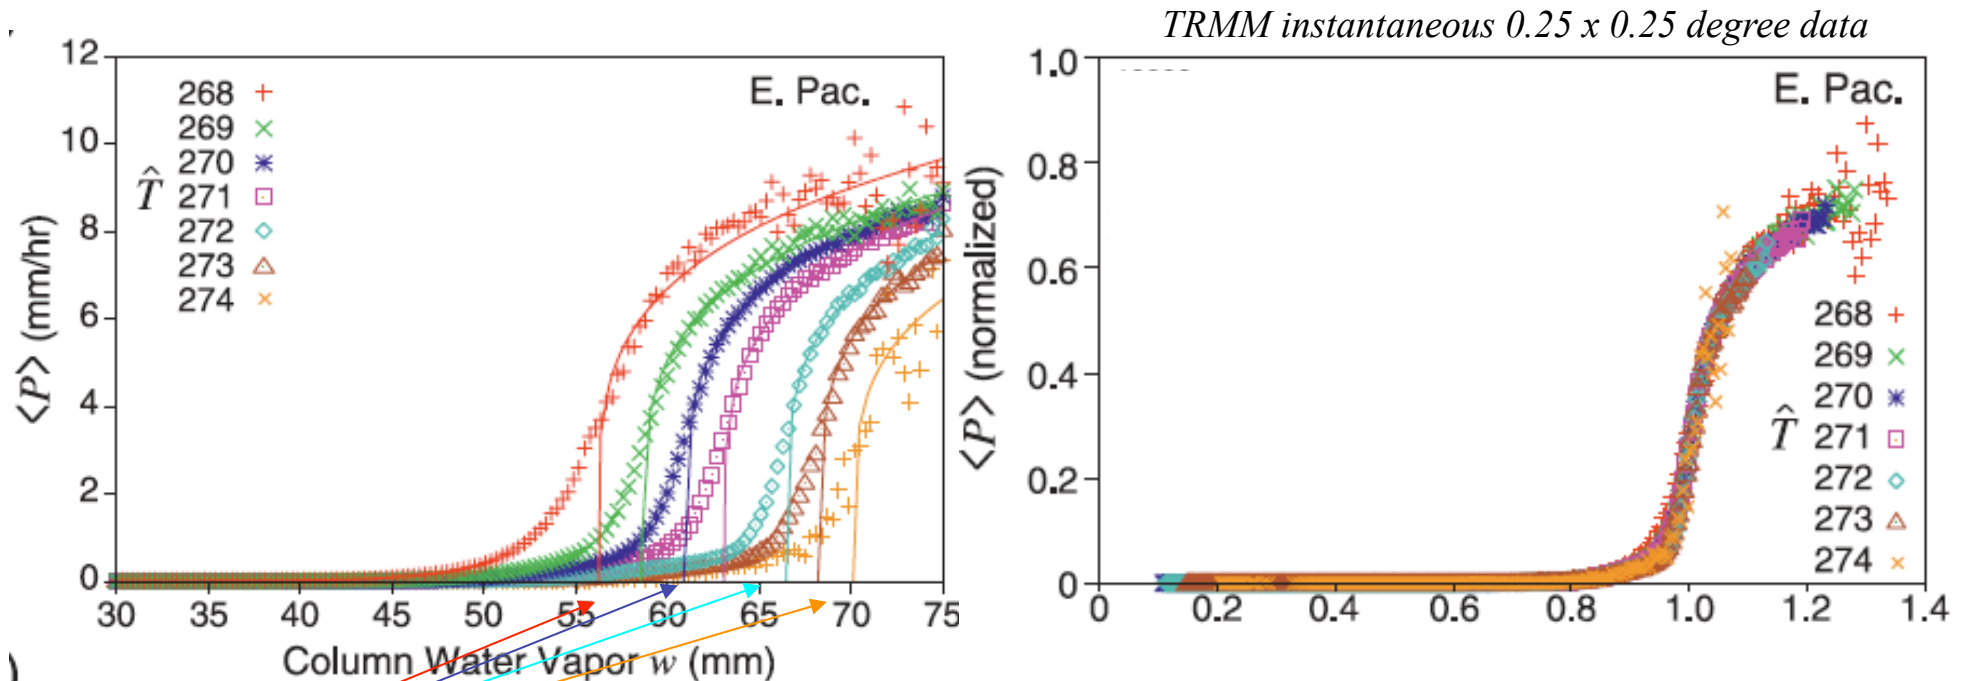 TRMM instantaneous 0.25 x 0.25 degree data
12
10
8
6
4
2
0
<P> (mm/hr)
E. Pac.
T̂
268
269
270
271
272
273
274
30 35 40 45 50 55 60 65 70 75
Column Water Vapor w (mm)
)
1.0
0.8
0.6
0.4
0.2
0
<P> (normalized)
E. Pac.
T̂
268
269
270
271
272
273
274
0 0.2 0.4 0.6 0.8 1.0 1.2 1.4